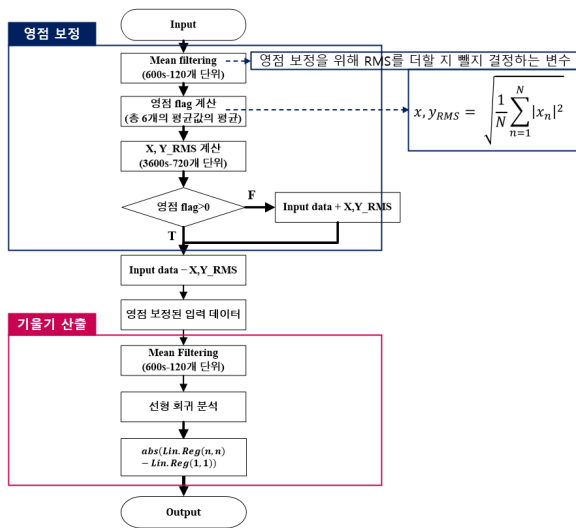 Input
영점 보정
Mean filtering
(600s-120개 단위)
영점 보정을 위해 RMS를 더할 지 뺄지 결정하는 변수
영점 flag 계산
(총 6개의 평균값의 평균)
x, y_{RMS} = \sqrt{\frac{1}{N}\sum_{n=1}^{N}|x_n|^2}
X, Y_RMS 계산
(3600s-720개 단위)
영점 flag>0
F
Input data + X,Y_RMS
T
Input data − X,Y_RMS
영점 보정된 입력 데이터
기울기 산출
Mean Filtering
(600s-120개 단위)
선형 회귀 분석
abs(Lin.Reg(n,n)
− Lin.Reg(1,1))
Output